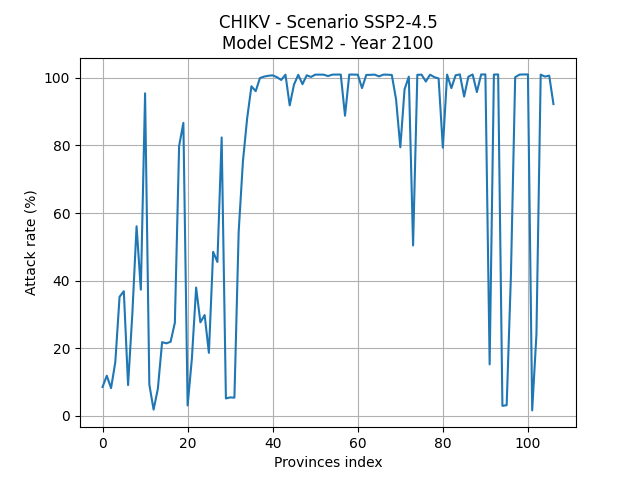 CHIKV - Scenario SSP2-4.5
Model CESM2 - Year 2100
Attack rate (%)
100
80
60
40
20
0
0 20 40 60 80 100
Provinces index